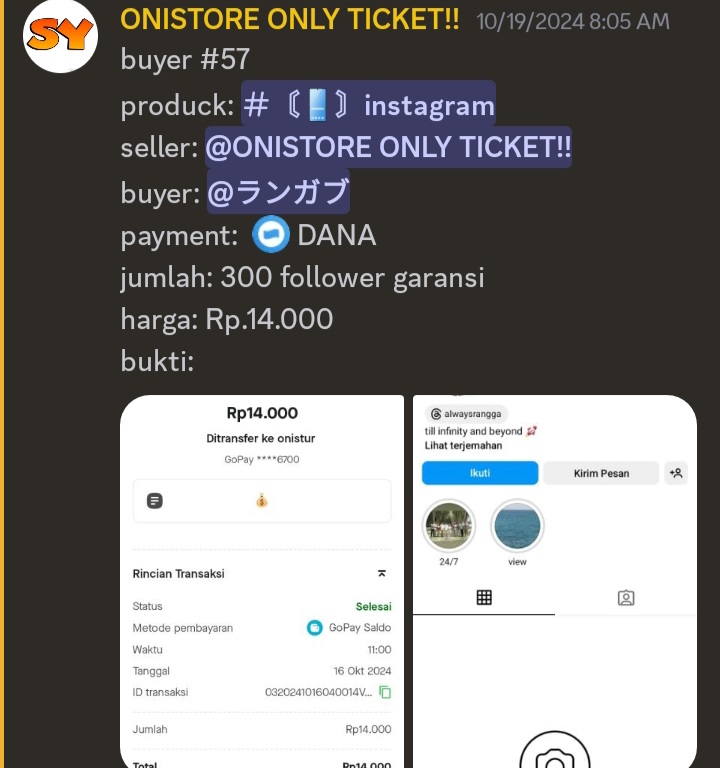 SY
ONISTORE ONLY TICKET!! 10/19/2024 8:05 AM
buyer #57
produck: # 〘📱〙instagram
seller: @ONISTORE ONLY TICKET!!
buyer: @ランガブ
payment: DANA
jumlah: 300 follower garansi
harga: Rp.14.000
bukti:
Rp14.000
Ditransfer ke onistur
GoPay ****6700
💰
Rincian Transaksi
Status Selesai
Metode pembayaran GoPay Saldo
Waktu 11:00
Tanggal 16 Okt 2024
ID transaksi 0320241016040014V...
Jumlah Rp14.000
Total Rp14.000
alwaysrangga
till infinity and beyond 🚀
Lihat terjemahan
Ikuti Kirim Pesan
24/7 view